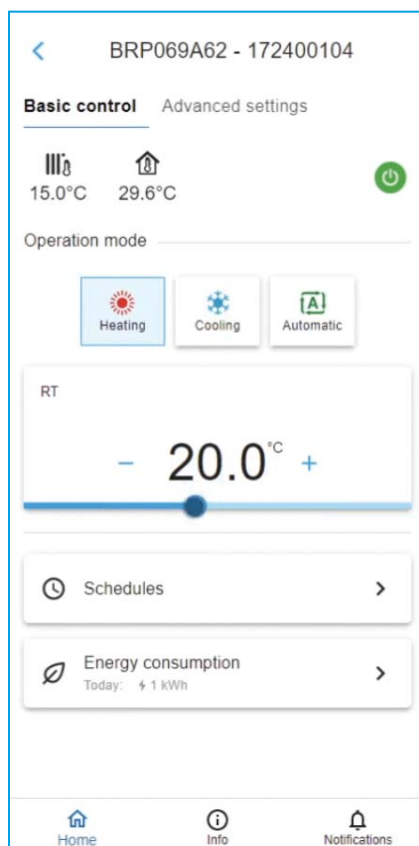 BRP069A62 - 172400104
Basic control Advanced settings
15.0°C 29.6°C
Operation mode
Heating Cooling A Automatic
RT
− 20.0°C +
Schedules
Energy consumption
Today: 1 kWh
Home Info Notifications